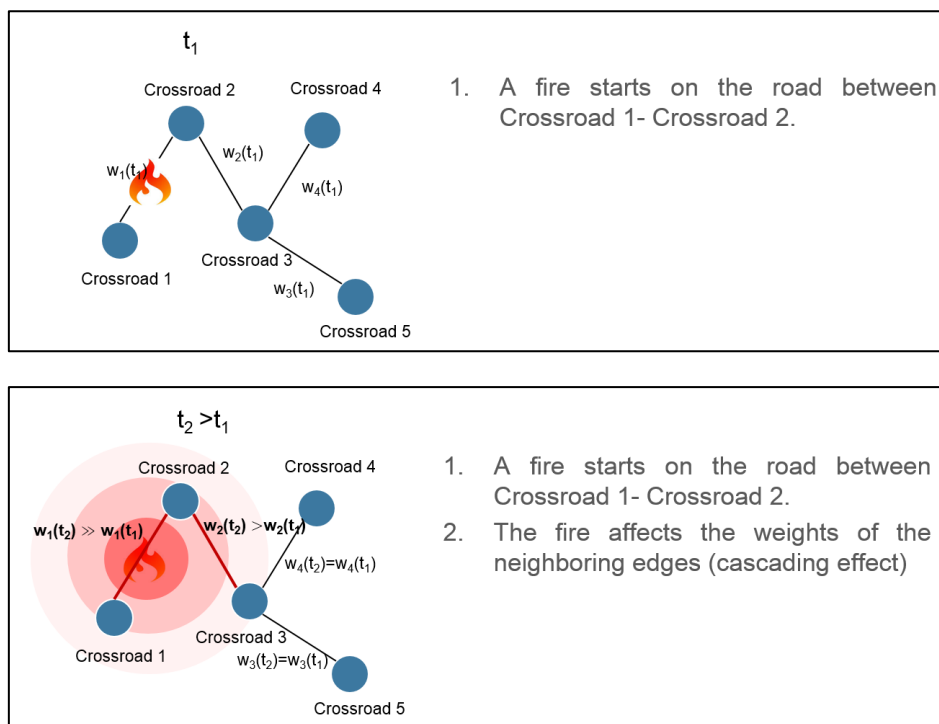 t₁
Crossroad 2
Crossroad 4
w₁(t₁)
w₂(t₁)
w₄(t₁)
Crossroad 3
Crossroad 1
w₃(t₁)
Crossroad 5
1. A fire starts on the road between
Crossroad 1- Crossroad 2.
t₂ >t₁
Crossroad 2
Crossroad 4
w₁(t₂) ≫ w₁(t₁)
w₂(t₂) >w₂(t₁)
w₄(t₂)=w₄(t₁)
Crossroad 3
Crossroad 1
w₃(t₂)=w₃(t₁)
Crossroad 5
1. A fire starts on the road between
Crossroad 1- Crossroad 2.
2. The fire affects the weights of the
neighboring edges (cascading effect)